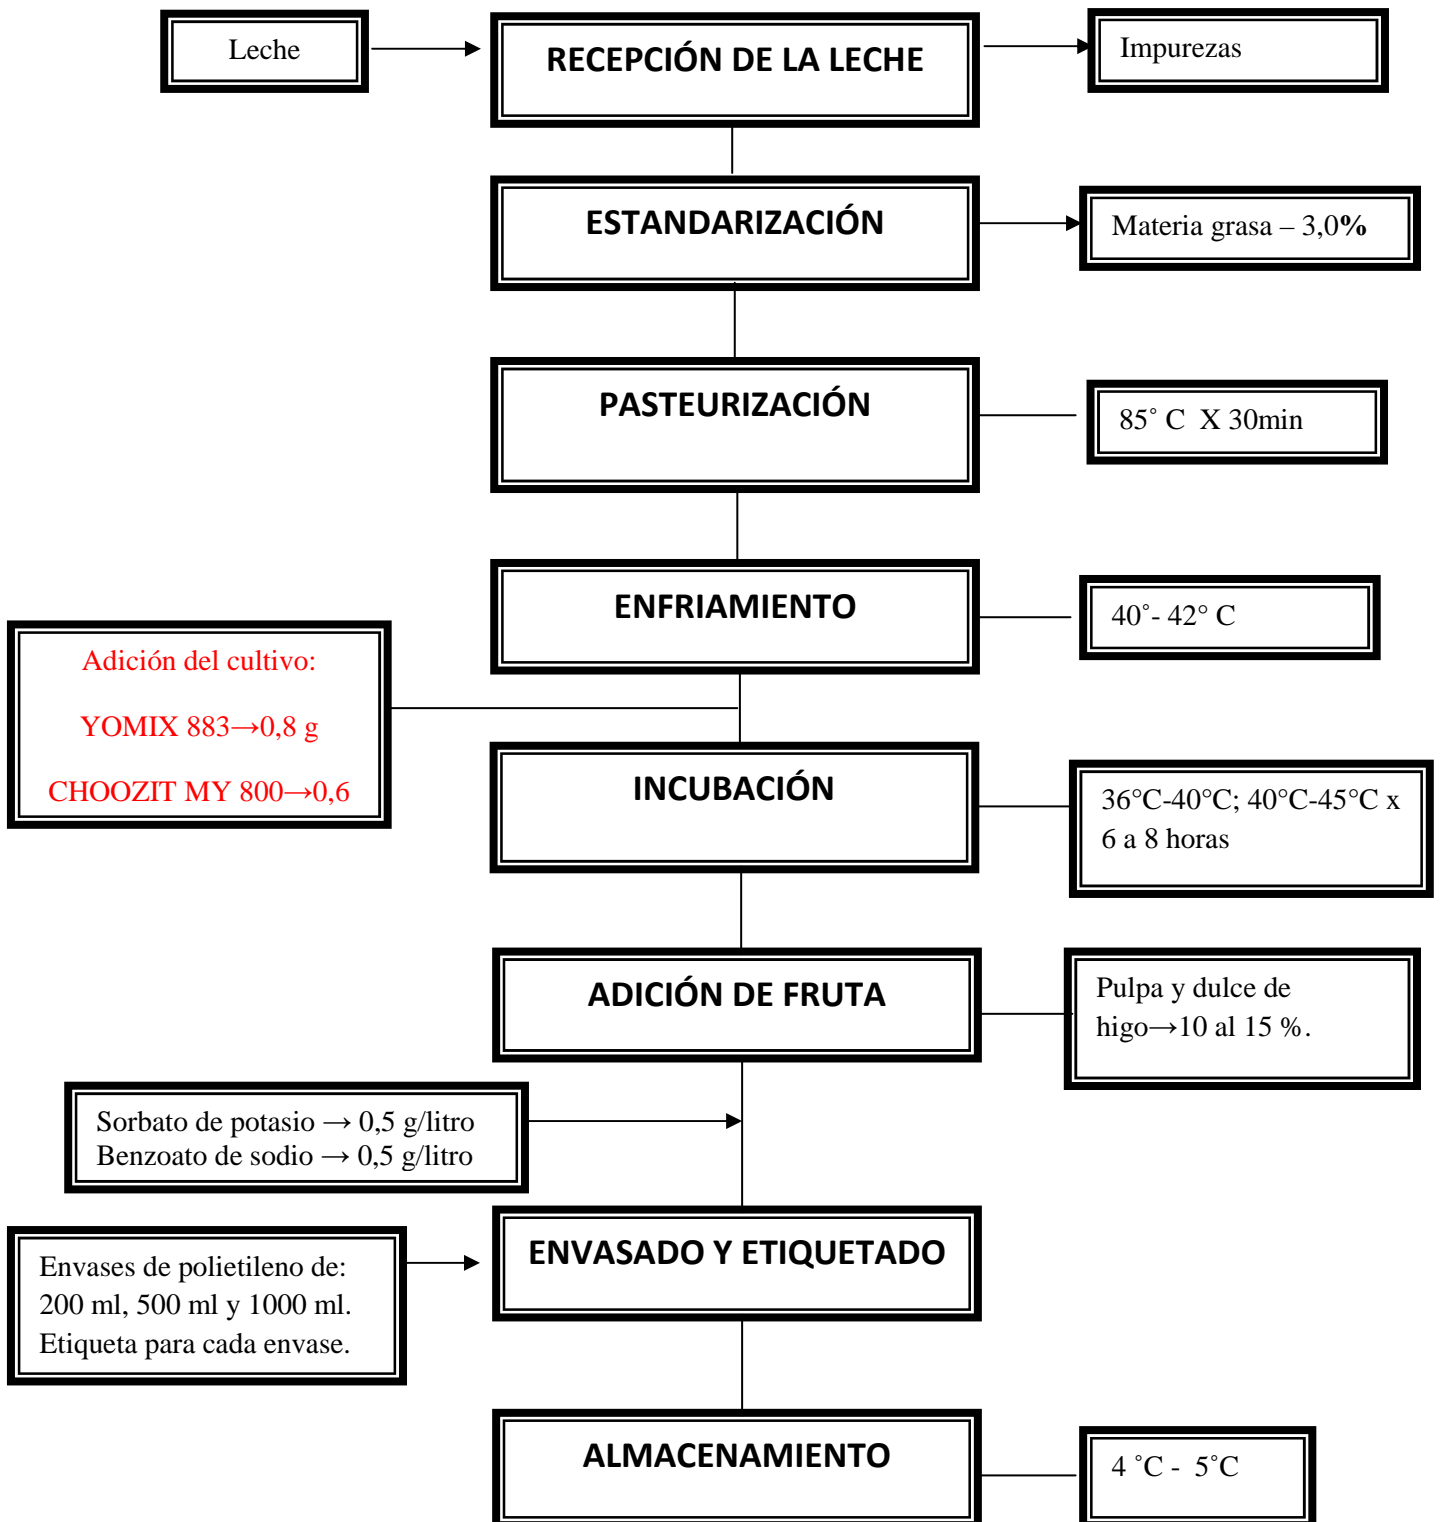 Leche
RECEPCIÓN DE LA LECHE
Impurezas
ESTANDARIZACIÓN
Materia grasa – 3,0%
PASTEURIZACIÓN
85˚ C X 30min
ENFRIAMIENTO
40˚- 42° C
Adición del cultivo:
YOMIX 883→0,8 g
CHOOZIT MY 800→0,6
INCUBACIÓN
36°C-40°C; 40°C-45°C x
6 a 8 horas
ADICIÓN DE FRUTA
Pulpa y dulce de
higo→10 al 15 %.
Sorbato de potasio → 0,5 g/litro
Benzoato de sodio → 0,5 g/litro
ENVASADO Y ETIQUETADO
Envases de polietileno de:
200 ml, 500 ml y 1000 ml.
Etiqueta para cada envase.
ALMACENAMIENTO
4 ˚C - 5˚C